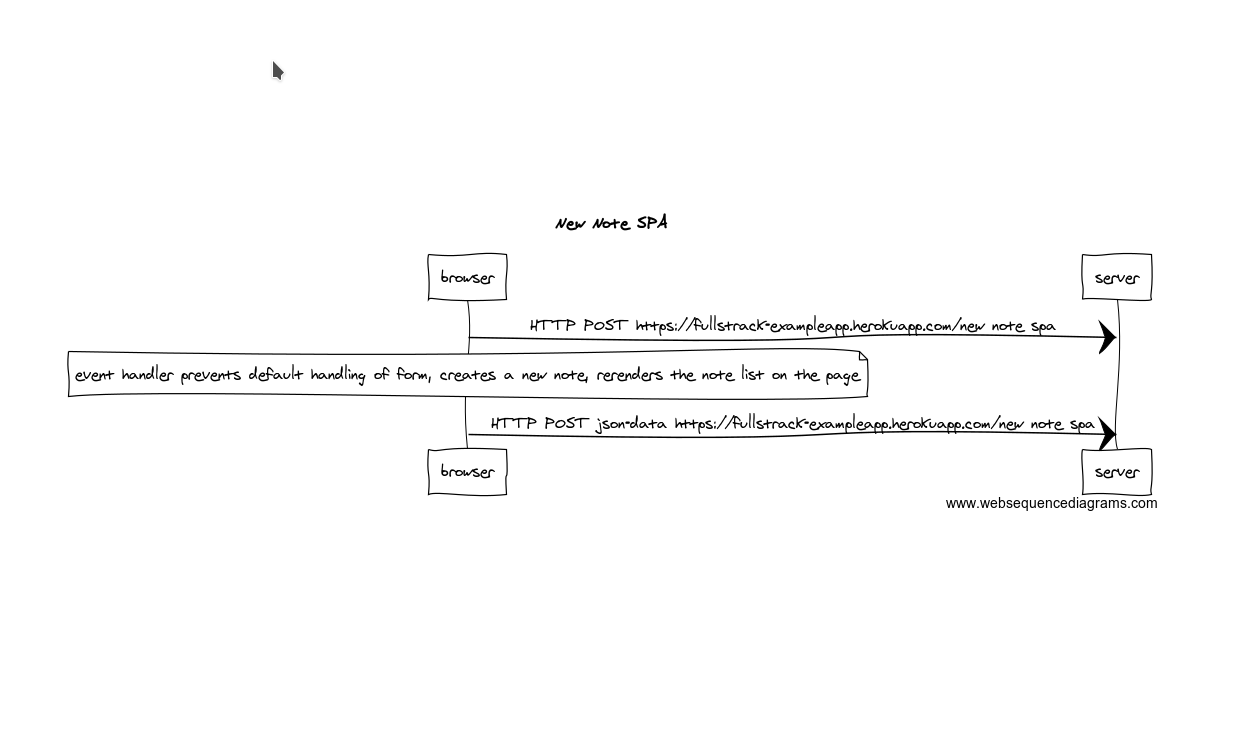 New Note SPA
browser
server
HTTP POST https://fullstrack-exampleapp.herokuapp.com/new note spa
event handler prevents default handling of form, creates a new note, rerenders the note list on the page
HTTP POST json-data https://fullstrack-exampleapp.herokuapp.com/new note spa
browser
server
www.websequencediagrams.com